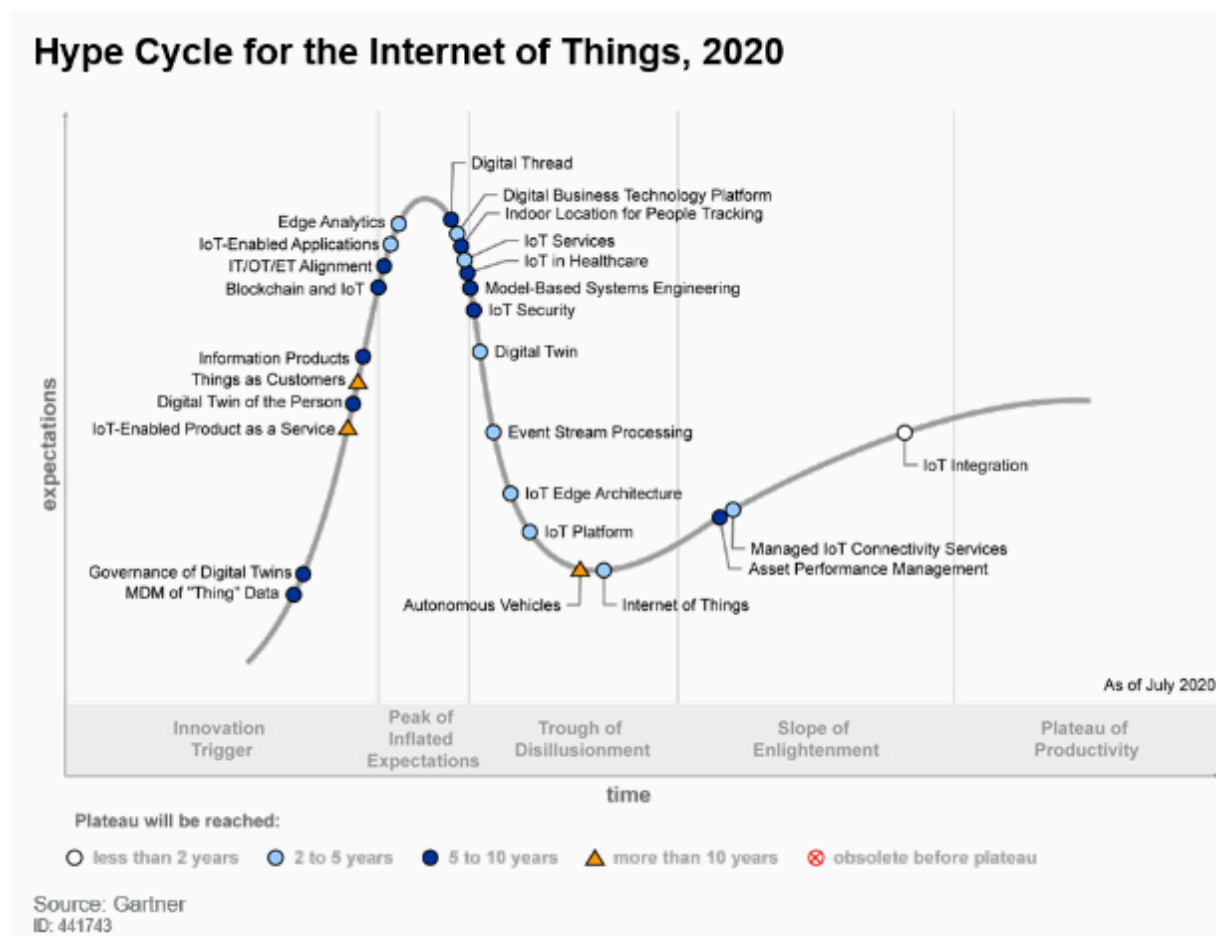 Hype Cycle for the Internet of Things, 2020
Digital Thread
Digital Business Technology Platform
Indoor Location for People Tracking
Edge Analytics
IoT-Enabled Applications
IoT Services
IT/OT/ET Alignment
IoT in Healthcare
Blockchain and IoT
Model-Based Systems Engineering
IoT Security
Information Products
Digital Twin
Things as Customers
Digital Twin of the Person
IoT-Enabled Product as a Service
Event Stream Processing
expectations
IoT Integration
IoT Edge Architecture
IoT Platform
Managed IoT Connectivity Services
Governance of Digital Twins
Asset Performance Management
MDM of "Thing" Data
Autonomous Vehicles
Internet of Things
As of July 2020
Innovation
Trigger
Peak of
Inflated
Expectations
Trough of
Disillusionment
Slope of
Enlightenment
Plateau of
Productivity
time
Plateau will be reached:
less than 2 years
2 to 5 years
5 to 10 years
more than 10 years
obsolete before plateau
Source: Gartner
ID: 441743